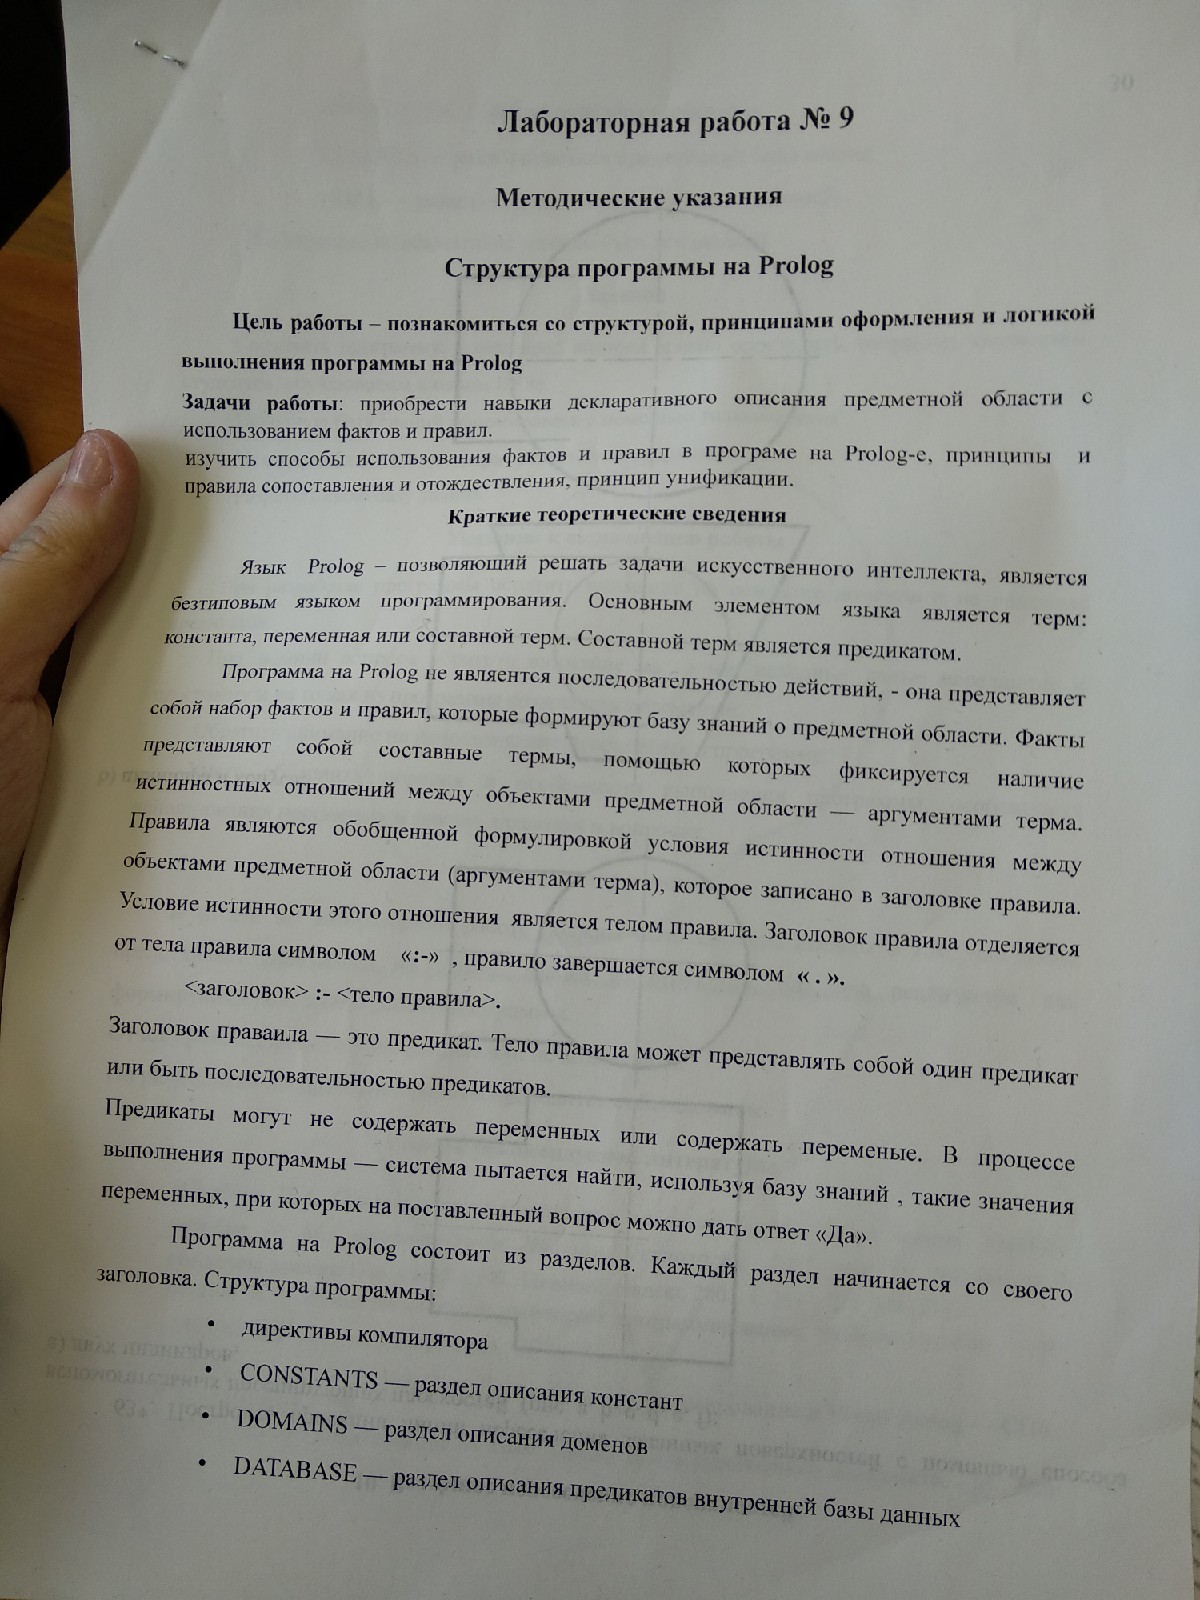 Лабораторная работа № 9
Методические указания
Структура программы на Prolog
Цель работы – познакомиться со структурой, принципами оформления и логикой
выполнения программы на Prolog
Задачи работы: приобрести навыки декларативного описания предметной области с
использованием фактов и правил.
изучить способы использования фактов и правил в програме на Prolog-е, принципы и
правила сопоставления и отождествления, принцип унификации.
Краткие теоретические сведения
Язык Prolog – позволяющий решать задачи искусственного интеллекта, является
безтиповым языком программирования. Основным элементом языка является терм:
константа, переменная или составной терм. Составной терм является предикатом.
Программа на Prolog не являентся последовательностью действий, - она представляет
собой набор фактов и правил, которые формируют базу знаний о предметной области. Факты
представляют собой составные термы, помощью которых фиксируется наличие
истинностных отношений между объектами предметной области — аргументами терма.
Правила являются обобщенной формулировкой условия истинности отношения между
объектами предметной области (аргументами терма), которое записано в заголовке правила.
Условие истинности этого отношения является телом правила. Заголовок правила отделяется
от тела правила символом «:-» , правило завершается символом « . ».
<заголовок> :- <тело правила>.
Заголовок праваила — это предикат. Тело правила может представлять собой один предикат
или быть последовательностью предикатов.
Предикаты могут не содержать переменных или содержать переменые. В процессе
выполнения программы — система пытается найти, используя базу знаний , такие значения
переменных, при которых на поставленный вопрос можно дать ответ «Да».
Программа на Prolog состоит из разделов. Каждый раздел начинается со своего
заголовка. Структура программы:
• директивы компилятора
• CONSTANTS — раздел описания констант
• DOMAINS — раздел описания доменов
• DATABASE — раздел описания предикатов внутренней базы данных